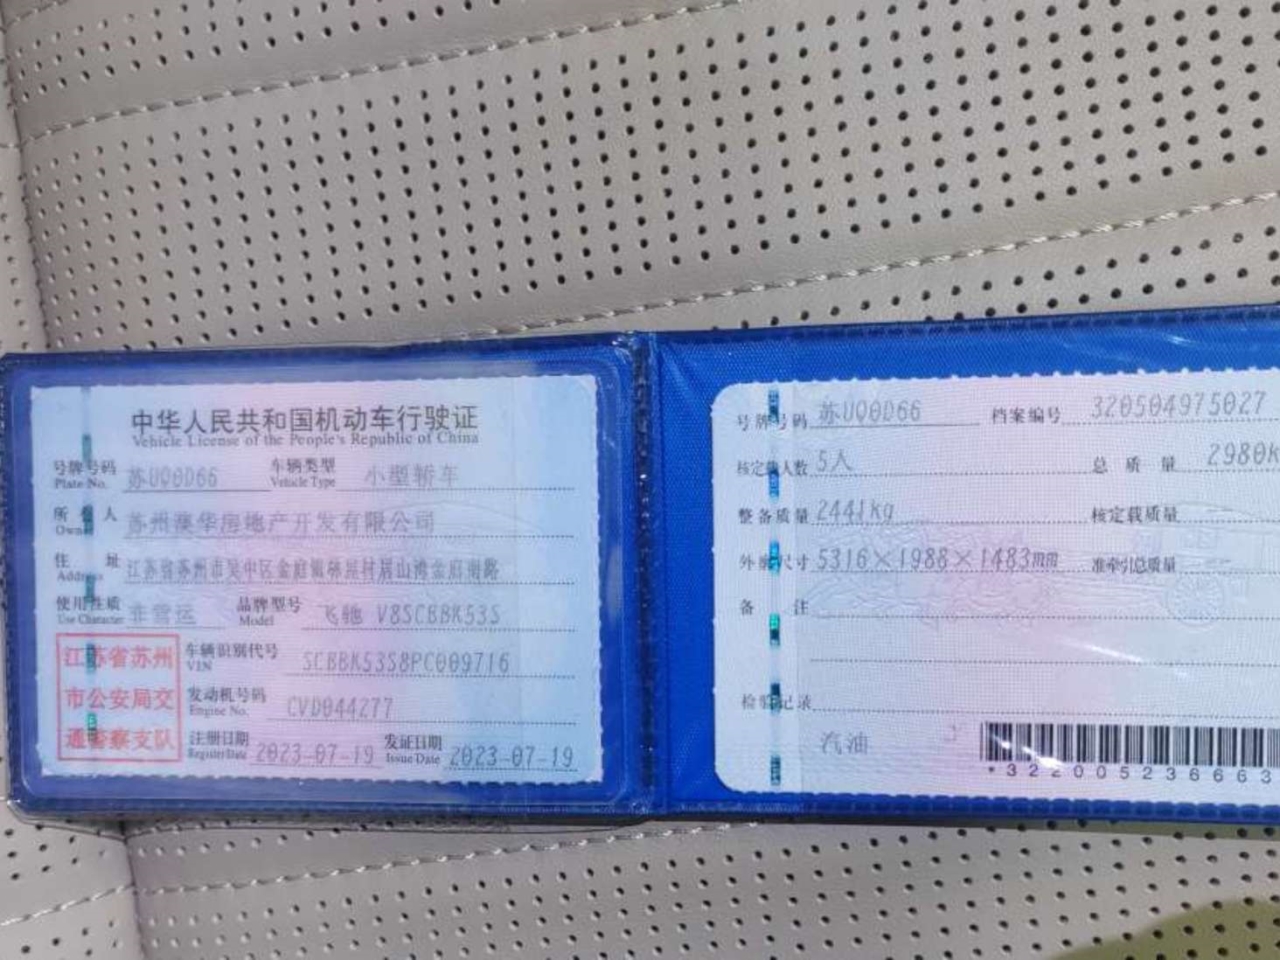 中华人民共和国机动车行驶证
Vehicle License of the People's Republic of China
号牌号码 Plate No. 苏UQ0D66 车辆类型 Vehicle Type 小型轿车
所有人 Owner 苏州澳华房地产开发有限公司
住址 Address 江苏省苏州市吴中区金庭镇林屋村居山湾金庭南路
使用性质 Use Character 非营运 品牌型号 Model 飞驰 V8SCBBK53S
车辆识别代号 VIN SCBBK53S8PC009716
发动机号码 Engine No. CVD044277
注册日期 Register Date 2023-07-19 发证日期 Issue Date 2023-07-19
江苏省苏州
市公安局交
通警察支队
号牌号码 苏UQ0D66 档案编号 320504975027
核定载人数 5人 总质量 2980k
整备质量 2441kg 核定载质量
外廓尺寸 5316×1988×1483mm 准牵引总质量
备注
检验记录
汽油
*322005236663